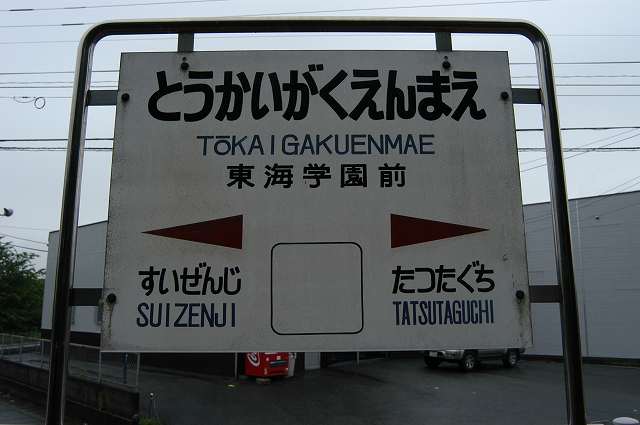 とうかいがくえんまえ
TŌKAIGAKUENMAE
東海学園前
すいぜんじ たつたぐち
SUIZENJI TATSUTAGUCHI